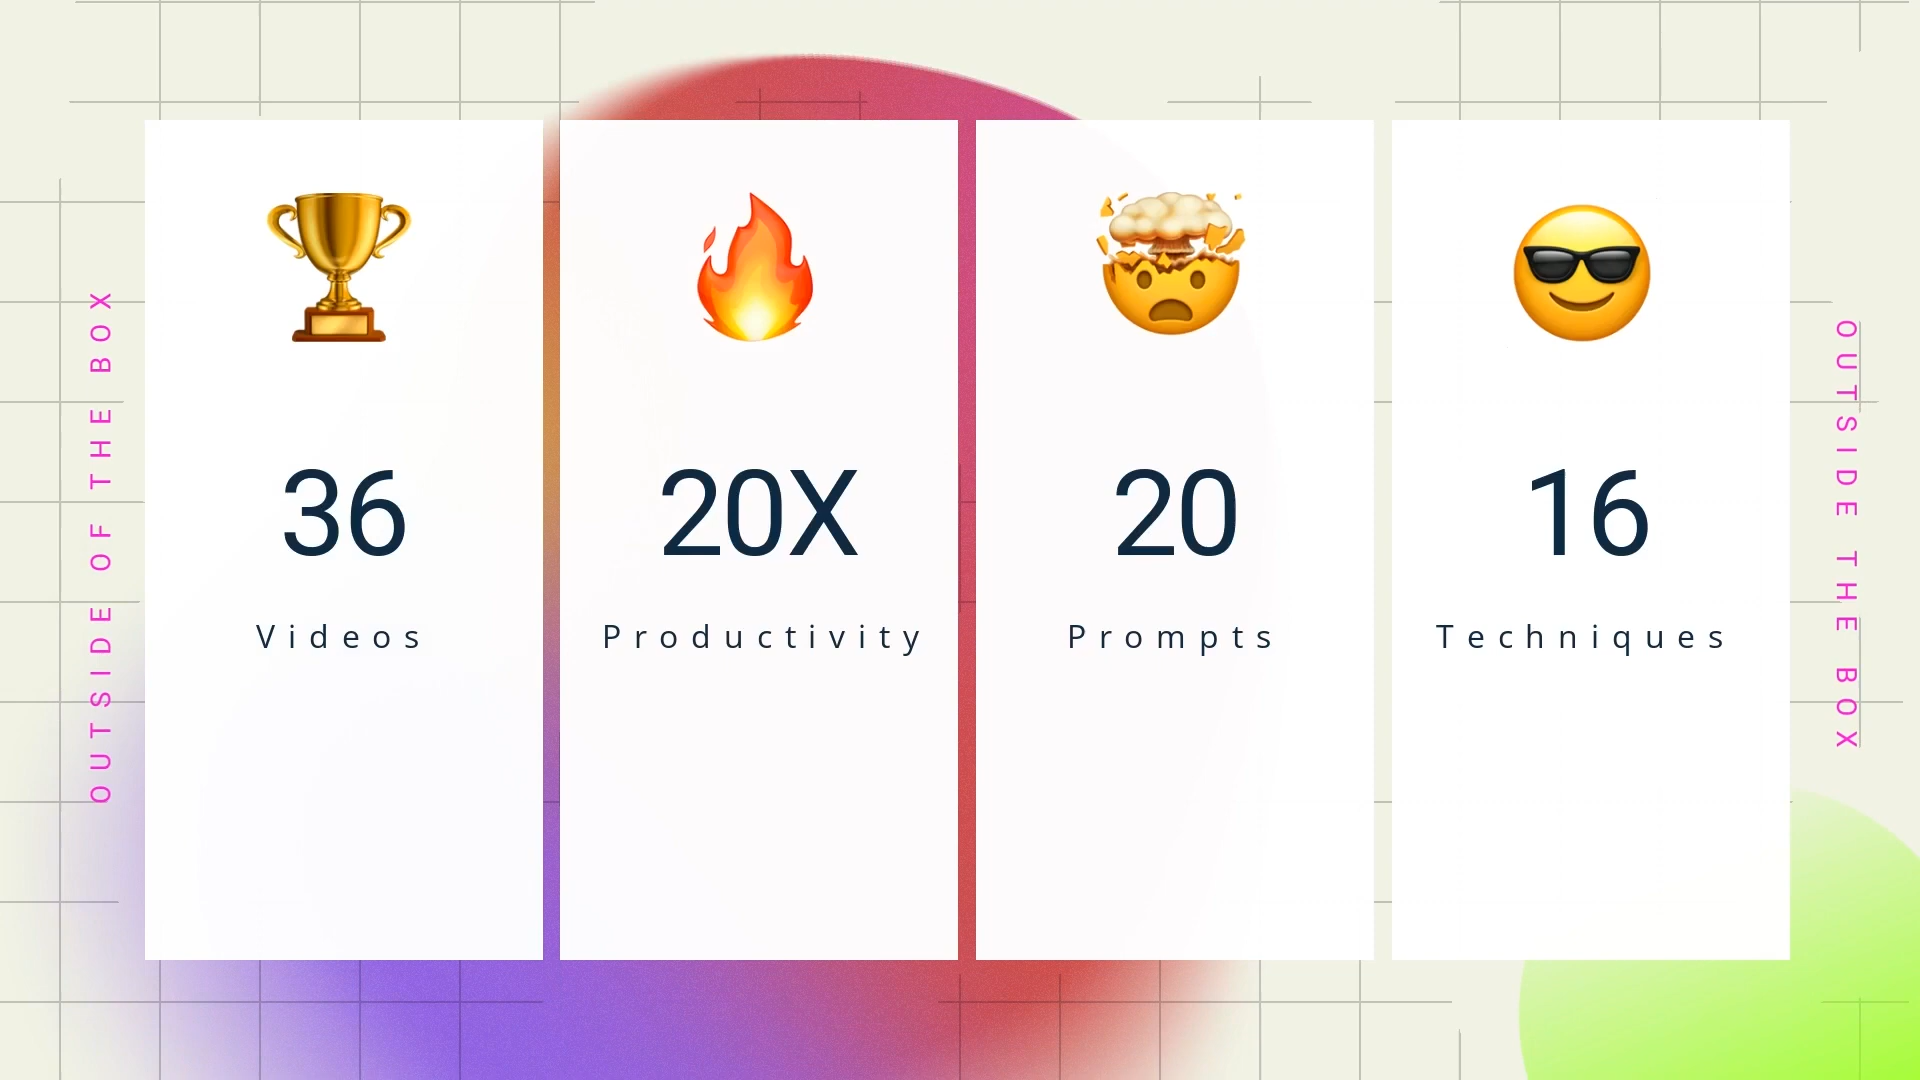 OUTSIDE OF THE BOX
36
Videos
20X
Productivity
20
Prompts
16
Techniques
OUTSIDE THE BOX